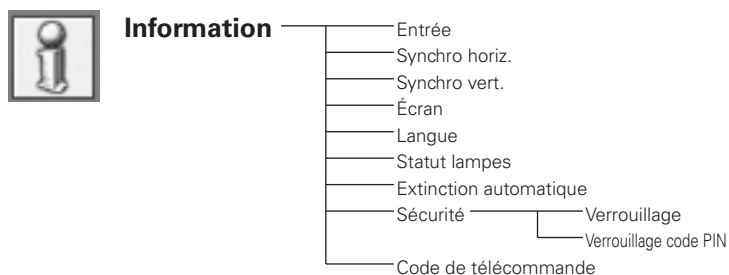 Information Entrée
Synchro horiz.
Synchro vert.
Écran
Langue
Statut lampes
Extinction automatique
Sécurité Verrouillage
Verrouillage code PIN
Code de télécommande